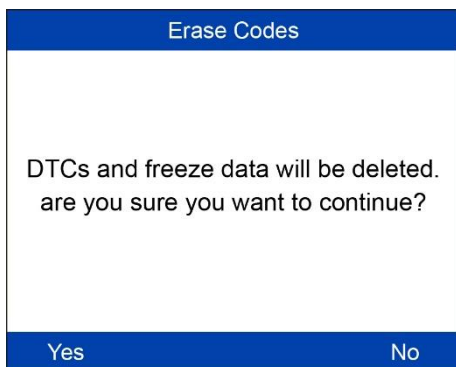 Erase Codes
DTCs and freeze data will be deleted.
are you sure you want to continue?
Yes No